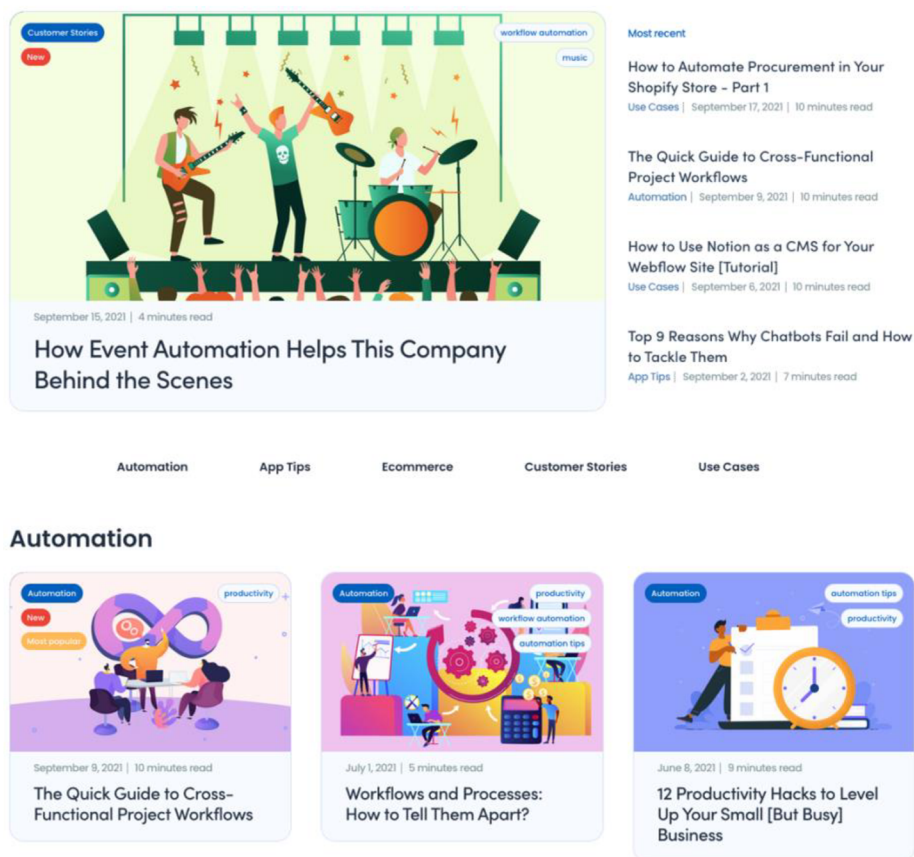 Customer Stories
New
workflow automation
music
September 15, 2021 | 4 minutes read
How Event Automation Helps This Company
Behind the Scenes
Most recent
How to Automate Procurement in Your
Shopify Store - Part 1
Use Cases | September 17, 2021 | 10 minutes read
The Quick Guide to Cross-Functional
Project Workflows
Automation | September 9, 2021 | 10 minutes read
How to Use Notion as a CMS for Your
Webflow Site [Tutorial]
Use Cases | September 6, 2021 | 10 minutes read
Top 9 Reasons Why Chatbots Fail and How
to Tackle Them
App Tips | September 2, 2021 | 7 minutes read
Automation App Tips Ecommerce Customer Stories Use Cases
Automation
Automation
New
Most popular
productivity
September 9, 2021 | 10 minutes read
The Quick Guide to Cross-
Functional Project Workflows
Automation
productivity
workflow automation
automation tips
July 1, 2021 | 5 minutes read
Workflows and Processes:
How to Tell Them Apart?
Automation
automation tips
productivity
June 8, 2021 | 9 minutes read
12 Productivity Hacks to Level
Up Your Small [But Busy]
Business